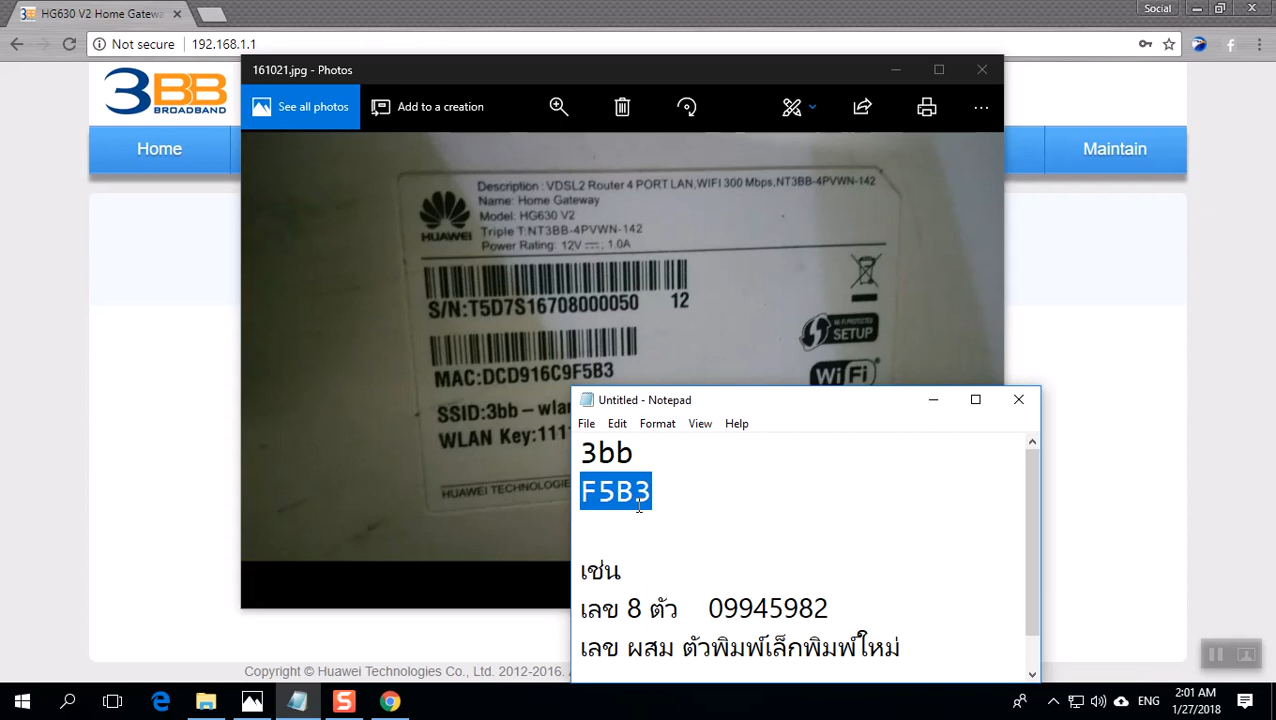 HG630 V2 Home Gatewa
Social
Not secure
192.168.1.1
3BB
BROADBAND
161021.jpg - Photos
See all photos
Add to a creation
Home
Maintain
HUAWEI
Description : VDSL2 Router 4 PORT LAN,WIFI 300 Mbps,NT3BB-4PVWN-142
Name: Home Gateway
Model: HG630 V2
Triple T:NT3BB-4PVWN-142
Power Rating: 12V ⎓, 1.0A
S/N:T5D7S16708000050 12
WI-FI PROTECTED
SETUP
MAC:DCD916C9F5B3
WiFi
SSID:3bb-wlan
WLAN Key:111
HUAWEI TECHNOLOGIES
Untitled - Notepad
File Edit Format View Help
3bb
F5B3
เช่น
เลข 8 ตัว 09945982
เลข ผสม ตัวพิมพ์เล็กพิมพ์ใหม่
Copyright © Huawei Technologies Co., Ltd. 2012-2016.
ENG
2:01 AM
1/27/2018